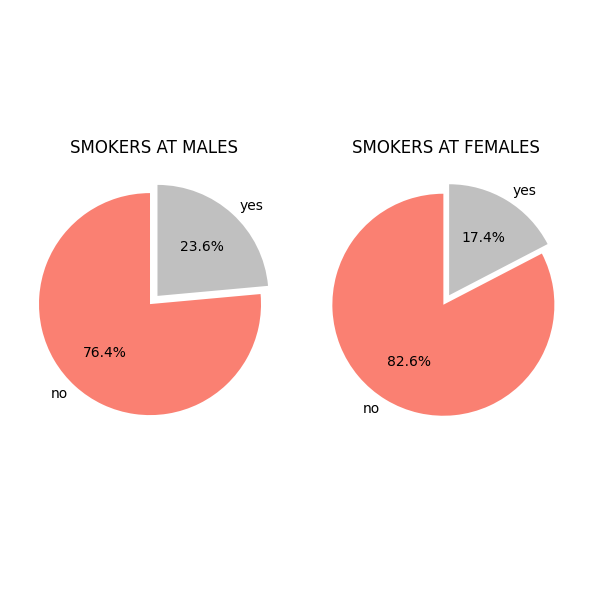 SMOKERS AT MALES
yes
23.6%
76.4%
no
SMOKERS AT FEMALES
yes
17.4%
82.6%
no